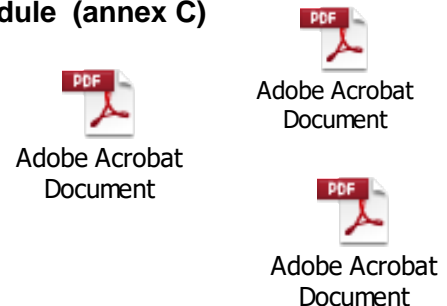 dule (annex C)
PDF
Adobe Acrobat
Document
PDF
Adobe Acrobat
Document
PDF
Adobe Acrobat
Document